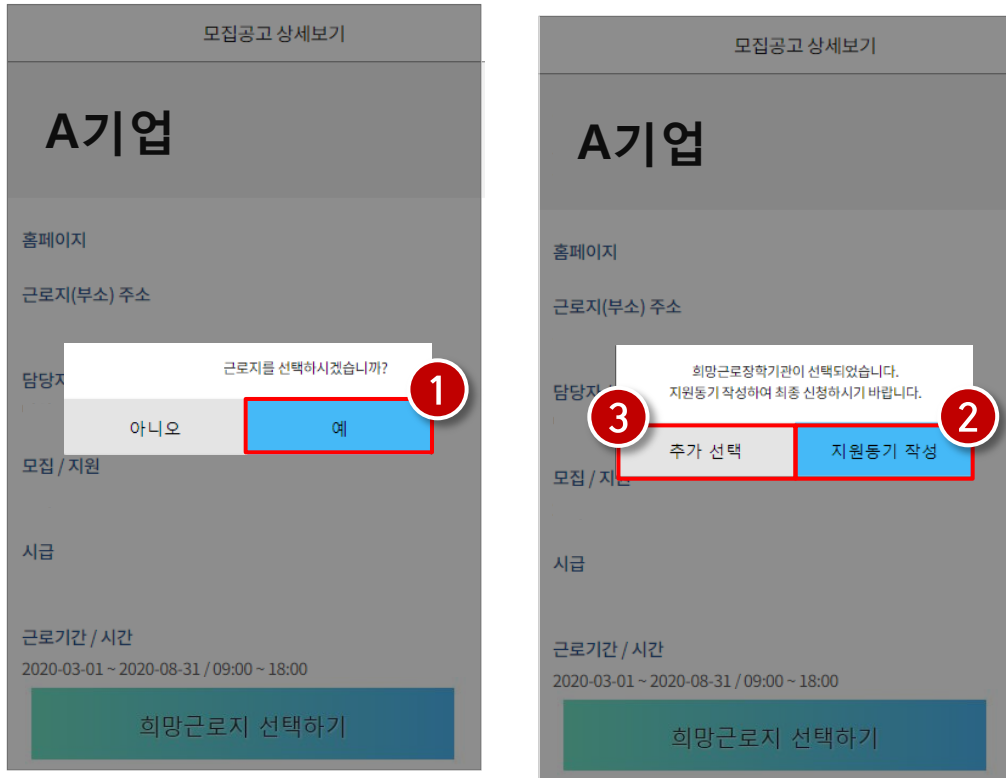 모집공고 상세보기
A기업
홈페이지
근로지(부소) 주소
근로지를 선택하시겠습니까?
담당자
1
아니오
예
모집 / 지원
시급
근로기간 / 시간
2020-03-01 ~ 2020-08-31 / 09:00 ~ 18:00
희망근로지 선택하기
모집공고 상세보기
A기업
홈페이지
근로지(부소) 주소
희망근로장학기관이 선택되었습니다.
지원동기 작성하여 최종 신청하시기 바랍니다.
담당자
3
2
추가 선택
지원동기 작성
모집 / 지원
시급
근로기간 / 시간
2020-03-01 ~ 2020-08-31 / 09:00 ~ 18:00
희망근로지 선택하기